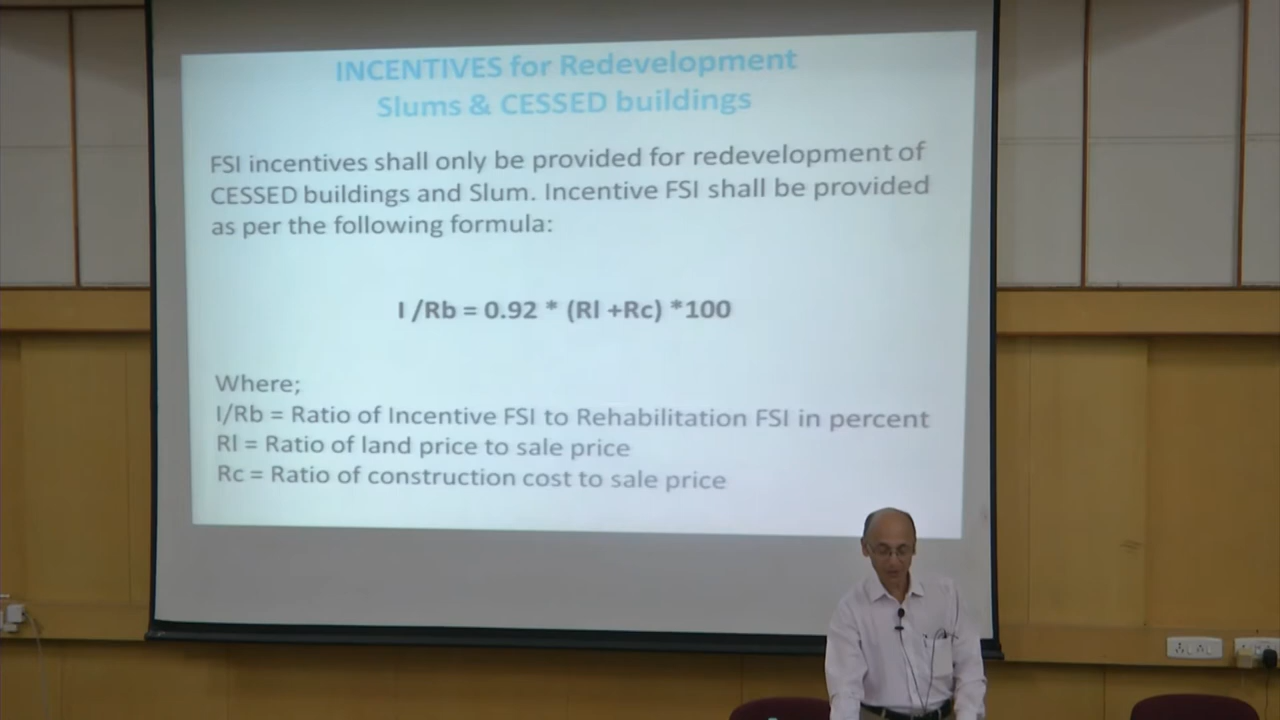 INCENTIVES for Redevelopment
Slums & CESSED buildings
FSI incentives shall only be provided for redevelopment of
CESSED buildings and Slum. Incentive FSI shall be provided
as per the following formula:
I /Rb = 0.92 * (Rl +Rc) *100
Where;
I/Rb = Ratio of Incentive FSI to Rehabilitation FSI in percent
Rl = Ratio of land price to sale price
Rc = Ratio of construction cost to sale price